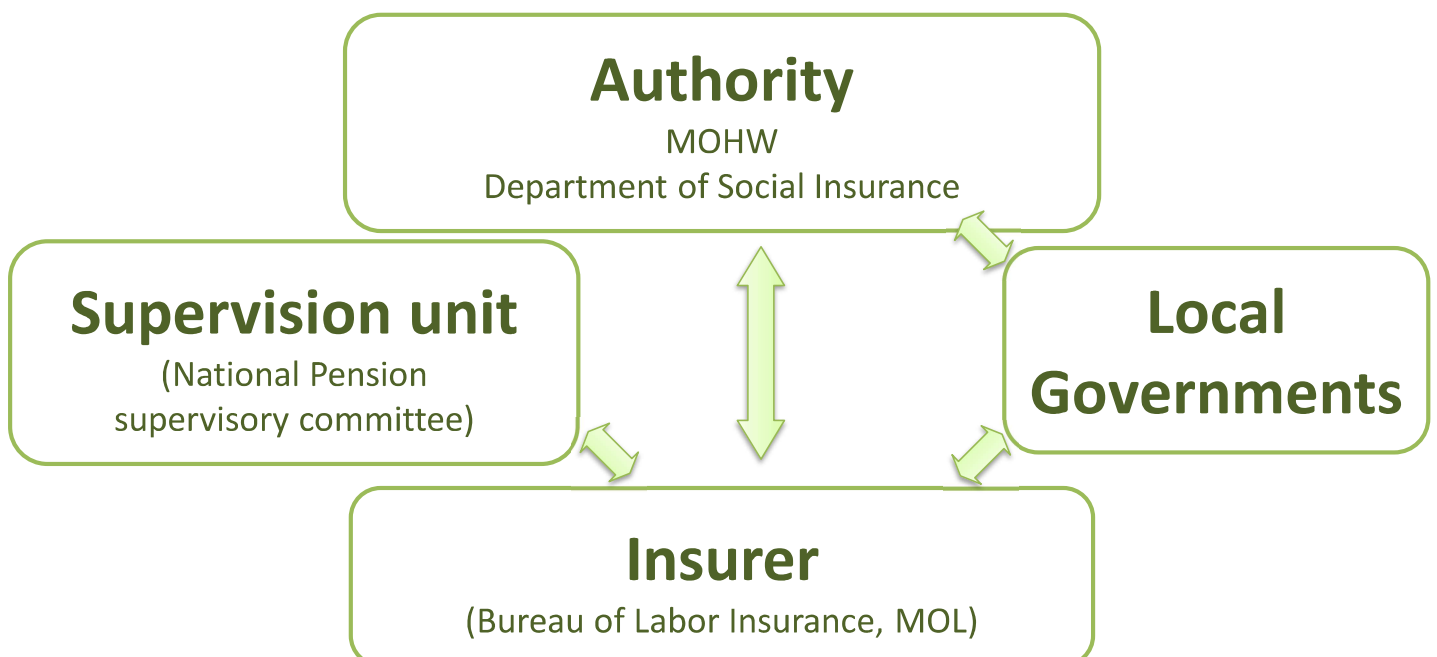 Authority
MOHW
Department of Social Insurance
Supervision unit
(National Pension
supervisory committee)
Local
Governments
Insurer
(Bureau of Labor Insurance, MOL)